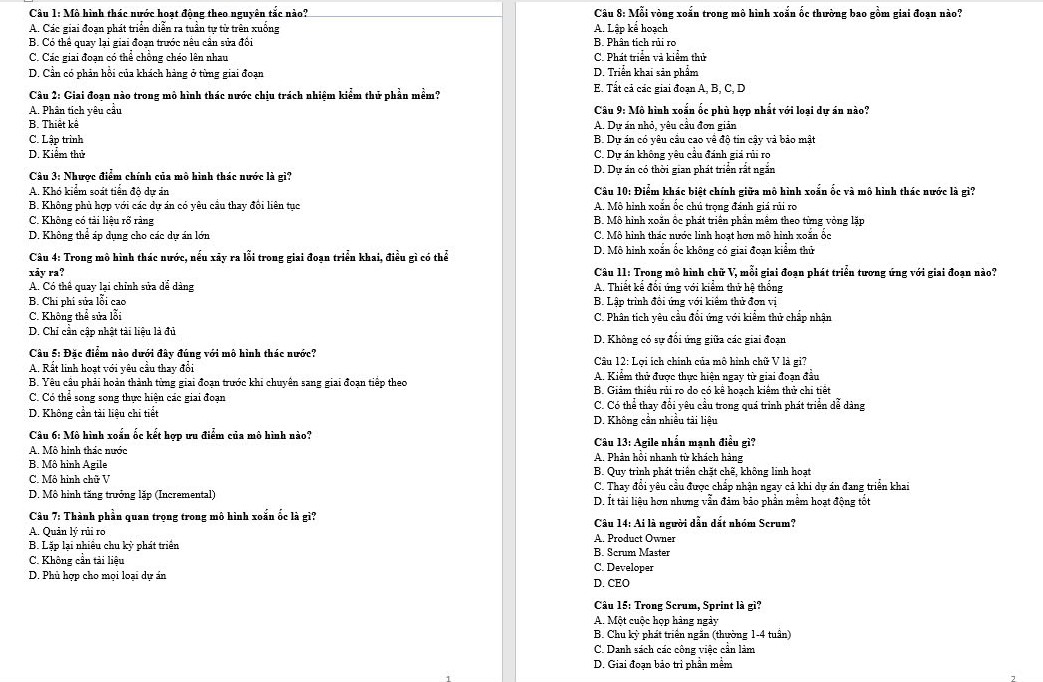 Câu 1: Mô hình thác nước hoạt động theo nguyên tắc nào?
A. Các giai đoạn phát triển diễn ra tuần tự từ trên xuống
B. Có thể quay lại giai đoạn trước nếu cần sửa đổi
C. Các giai đoạn có thể chồng chéo lên nhau
D. Cần có phản hồi của khách hàng ở từng giai đoạn
Câu 2: Giai đoạn nào trong mô hình thác nước chịu trách nhiệm kiểm thử phần mềm?
A. Phân tích yêu cầu
B. Thiết kế
C. Lập trình
D. Kiểm thử
Câu 3: Nhược điểm chính của mô hình thác nước là gì?
A. Khó kiểm soát tiến độ dự án
B. Không phù hợp với các dự án có yêu cầu thay đổi liên tục
C. Không có tài liệu rõ ràng
D. Không thể áp dụng cho các dự án lớn
Câu 4: Trong mô hình thác nước, nếu xảy ra lỗi trong giai đoạn triển khai, điều gì có thể
xảy ra?
A. Có thể quay lại chỉnh sửa dễ dàng
B. Chi phí sửa lỗi cao
C. Không thể sửa lỗi
D. Chỉ cần cập nhật tài liệu là đủ
Câu 5: Đặc điểm nào dưới đây đúng với mô hình thác nước?
A. Rất linh hoạt với yêu cầu thay đổi
B. Yêu cầu phải hoàn thành từng giai đoạn trước khi chuyển sang giai đoạn tiếp theo
C. Có thể song song thực hiện các giai đoạn
D. Không cần tài liệu chi tiết
Câu 6: Mô hình xoắn ốc kết hợp ưu điểm của mô hình nào?
A. Mô hình thác nước
B. Mô hình Agile
C. Mô hình chữ V
D. Mô hình tăng trưởng lặp (Incremental)
Câu 7: Thành phần quan trọng trong mô hình xoắn ốc là gì?
A. Quản lý rủi ro
B. Lặp lại nhiều chu kỳ phát triển
C. Không cần tài liệu
D. Phù hợp cho mọi loại dự án
1
Câu 8: Mỗi vòng xoắn trong mô hình xoắn ốc thường bao gồm giai đoạn nào?
A. Lập kế hoạch
B. Phân tích rủi ro
C. Phát triển và kiểm thử
D. Triển khai sản phẩm
E. Tất cả các giai đoạn A, B, C, D
Câu 9: Mô hình xoắn ốc phù hợp nhất với loại dự án nào?
A. Dự án nhỏ, yêu cầu đơn giản
B. Dự án có yêu cầu cao về độ tin cậy và bảo mật
C. Dự án không yêu cầu đánh giá rủi ro
D. Dự án có thời gian phát triển rất ngắn
Câu 10: Điểm khác biệt chính giữa mô hình xoắn ốc và mô hình thác nước là gì?
A. Mô hình xoắn ốc chú trọng đánh giá rủi ro
B. Mô hình xoắn ốc phát triển phần mềm theo từng vòng lặp
C. Mô hình thác nước linh hoạt hơn mô hình xoắn ốc
D. Mô hình xoắn ốc không có giai đoạn kiểm thử
Câu 11: Trong mô hình chữ V, mỗi giai đoạn phát triển tương ứng với giai đoạn nào?
A. Thiết kế đối ứng với kiểm thử hệ thống
B. Lập trình đối ứng với kiểm thử đơn vị
C. Phân tích yêu cầu đối ứng với kiểm thử chấp nhận
D. Không có sự đối ứng giữa các giai đoạn
Câu 12: Lợi ích chính của mô hình chữ V là gì?
A. Kiểm thử được thực hiện ngay từ giai đoạn đầu
B. Giảm thiểu rủi ro do có kế hoạch kiểm thử chi tiết
C. Có thể thay đổi yêu cầu trong quá trình phát triển dễ dàng
D. Không cần nhiều tài liệu
Câu 13: Agile nhấn mạnh điều gì?
A. Phản hồi nhanh từ khách hàng
B. Quy trình phát triển chặt chẽ, không linh hoạt
C. Thay đổi yêu cầu được chấp nhận ngay cả khi dự án đang triển khai
D. Ít tài liệu hơn nhưng vẫn đảm bảo phần mềm hoạt động tốt
Câu 14: Ai là người dẫn dắt nhóm Scrum?
A. Product Owner
B. Scrum Master
C. Developer
D. CEO
Câu 15: Trong Scrum, Sprint là gì?
A. Một cuộc họp hàng ngày
B. Chu kỳ phát triển ngắn (thường 1-4 tuần)
C. Danh sách các công việc cần làm
D. Giai đoạn bảo trì phần mềm
2